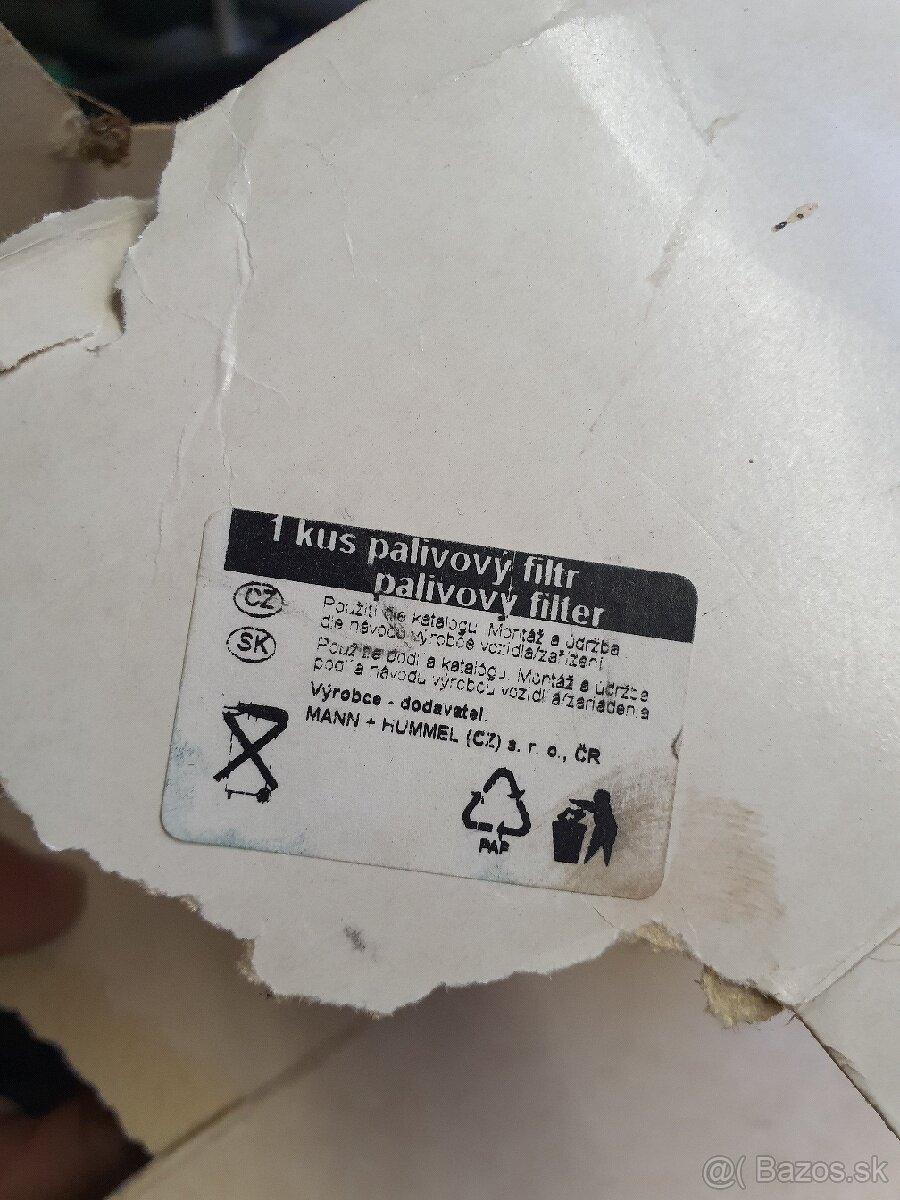 1 kus palivový filtr
palivový filter
CZ
Použití dle katalogu. Montáž a údržba
dle návodu výrobce vozidla/zařízení
SK
Použitie podľa katalógu. Montáž a údržba
podľa návodu výrobcu vozidla/zariadenia
Výrobce - dodavatel.
MANN + HUMMEL (CZ) s. r. o., ČR
PAP
@( Bazos.sk